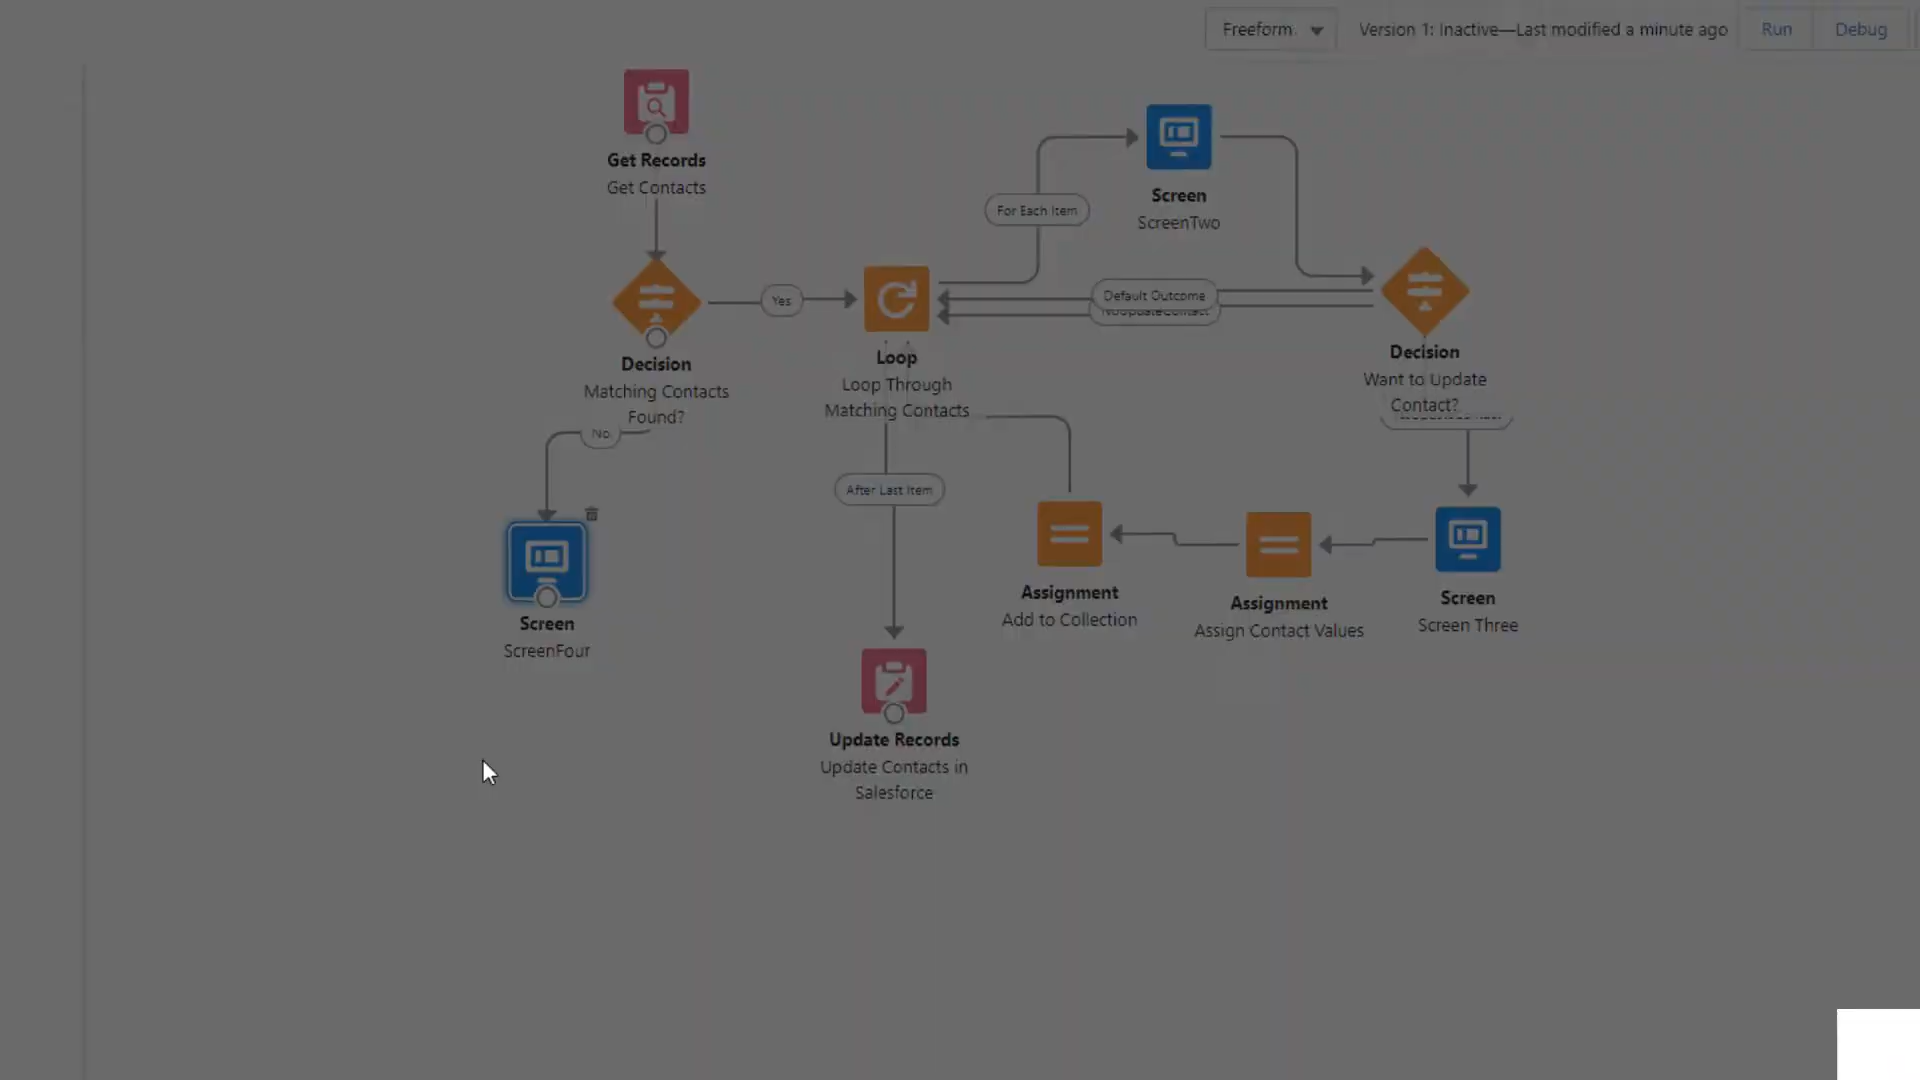 Freeform
Version 1: Inactive—Last modified a minute ago
Run
Debug
Get Records
Get Contacts
Screen
ScreenTwo
For Each Item
Yes
Default Outcome
NoUpdateContact
Decision
Matching Contacts
Found?
Loop
Loop Through
Matching Contacts
Decision
Want to Update
Contact?
No
After Last Item
Screen
ScreenFour
Assignment
Add to Collection
Assignment
Assign Contact Values
Screen
Screen Three
Update Records
Update Contacts in
Salesforce